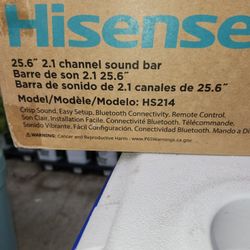 Hisense
25.6" 2.1 channel sound bar
Barre de son 2.1 25.6"
Barra de sonido de 2.1 canales de 25.6"
Model/Modèle/Modelo: HS214
Crisp Sound, Easy Setup, Bluetooth Connectivity, Remote Control.
Son Clair, Installation Facile, Connectivité Bluetooth, Télécommande.
Sonido Vibrante, Fácil Configuración, Conectividad Bluetooth, Mando a
WARNING: Cancer and Reproductive Harm - www.P65Warnings.ca.gov